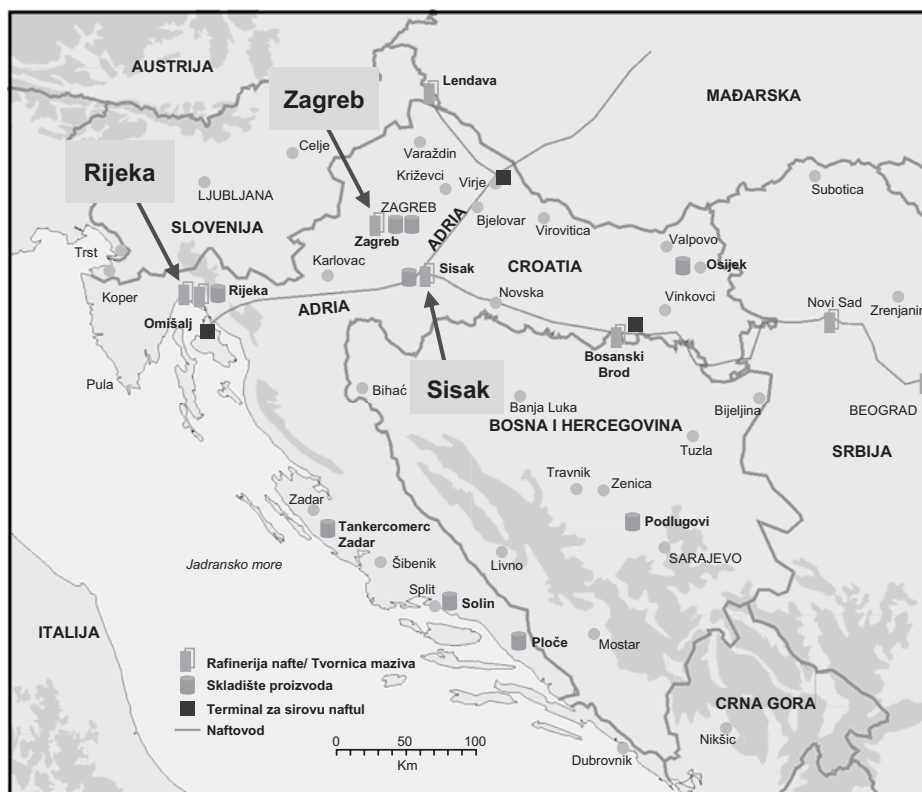 AUSTRIJA
Lendava
Zagreb
MAĐARSKA
Celje
Varaždin
Rijeka
Križevci
Virje
LJUBLJANA
Subotica
ZAGREB
Bjelovar
ADRIA
Virovitica
SLOVENIJA
Zagreb
Valpovo
Trst
Karlovac
Sisak
CROATIA
Osijek
Koper
Rijeka
ADRIA
Novska
Vinkovci
Novi Sad
Zrenjanin
Omišalj
Bosanski
Brod
Pula
Bihać
Sisak
Banja Luka
Bijeljina
BEOGRAD
BOSNA I HERCEGOVINA
Tuzla
SRBIJA
Travnik
Zenica
Zadar
Tankercomerc
Zadar
Podlugovi
Jadransko more
Šibenik
Livno
SARAJEVO
Split
Solin
ITALIJA
Ploče
Mostar
Rafinerija nafte/ Tvornica maziva
Skladište proizvoda
Terminal za sirovu naftul
Naftovod
CRNA GORA
Nikšic
0 50 100
Km
Dubrovnik